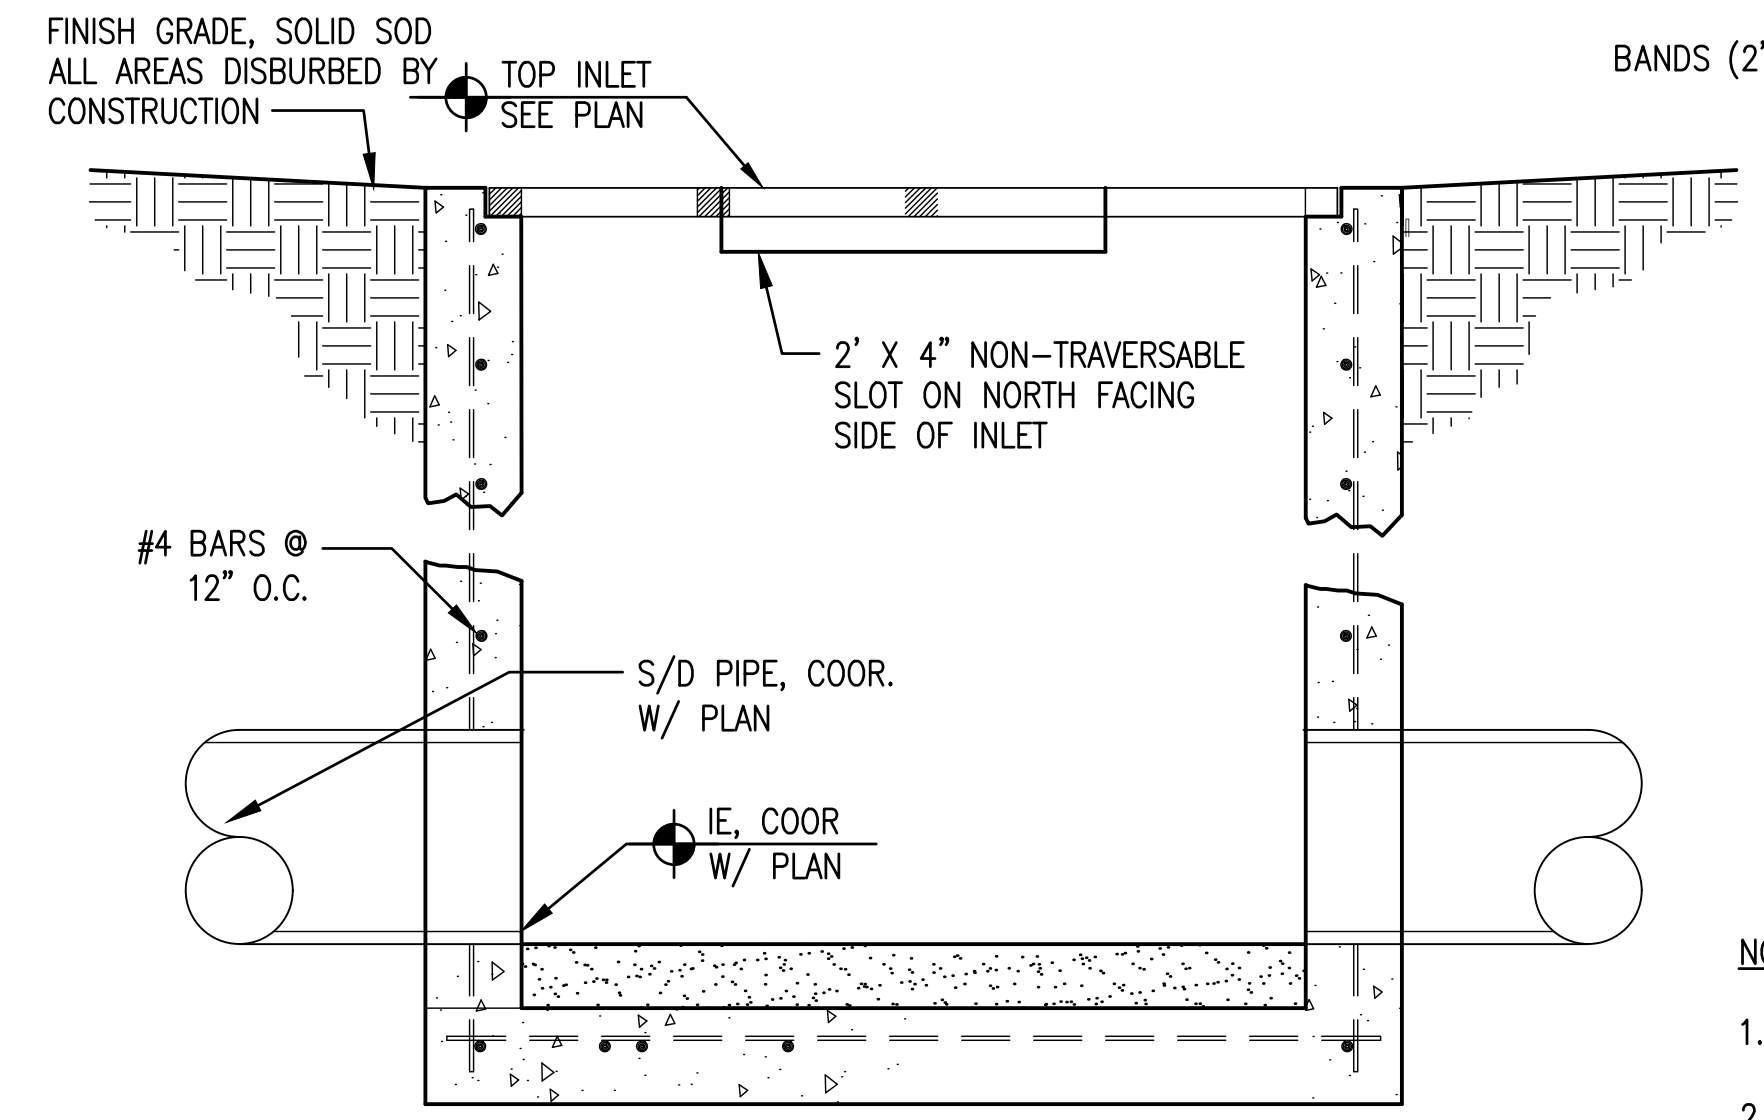 FINISH GRADE, SOLID SOD
ALL AREAS DISBURBED BY
CONSTRUCTION
TOP INLET
SEE PLAN
BANDS (2'
2' X 4" NON-TRAVERSABLE
SLOT ON NORTH FACING
SIDE OF INLET
#4 BARS @
12" O.C.
S/D PIPE, COOR.
W/ PLAN
IE, COOR
W/ PLAN
1.
2